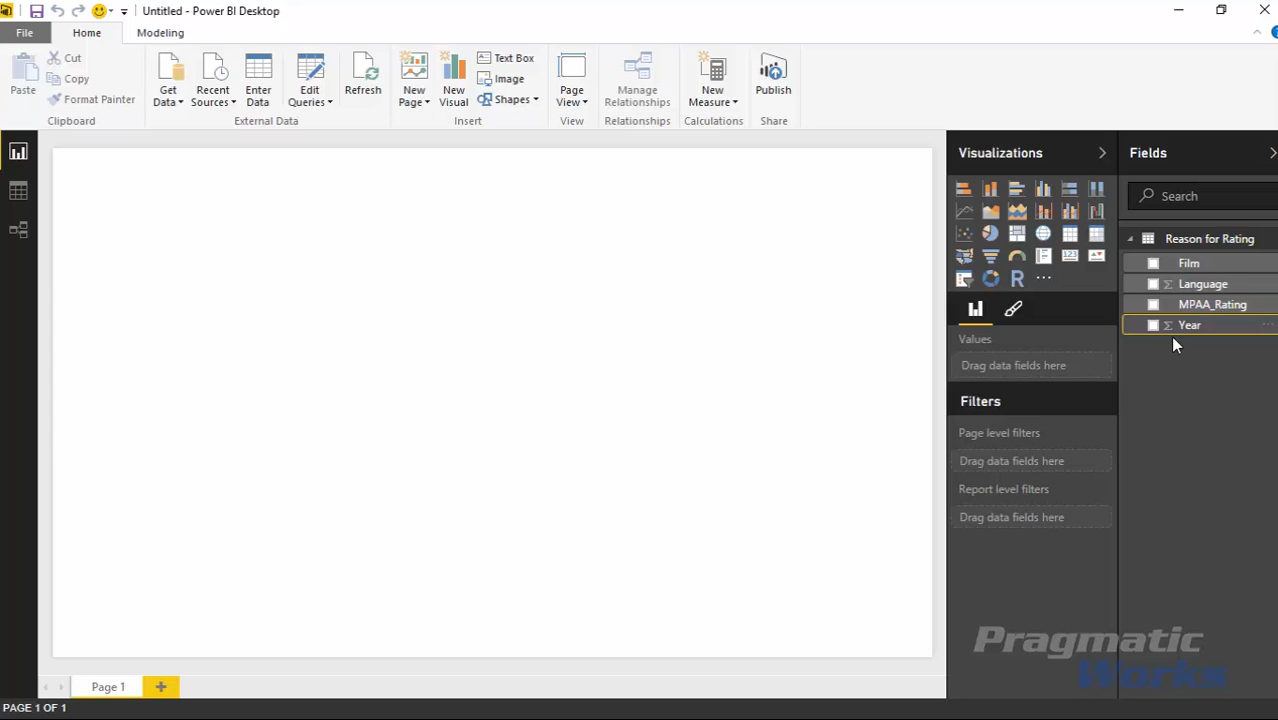 Untitled - Power BI Desktop
File Home Modeling
Paste
Cut
Copy
Format Painter
Clipboard
Get Data
Recent Sources
Enter Data
Edit Queries
Refresh
External Data
New Page
New Visual
Text Box
Image
Shapes
Insert
Page View
View
Manage Relationships
Relationships
New Measure
Calculations
Publish
Share
Visualizations
R
Values
Drag data fields here
Filters
Page level filters
Drag data fields here
Report level filters
Drag data fields here
Fields
Search
Reason for Rating
Film
Σ Language
MPAA_Rating
Σ Year
Pragmatic
Works
Page 1
PAGE 1 OF 1